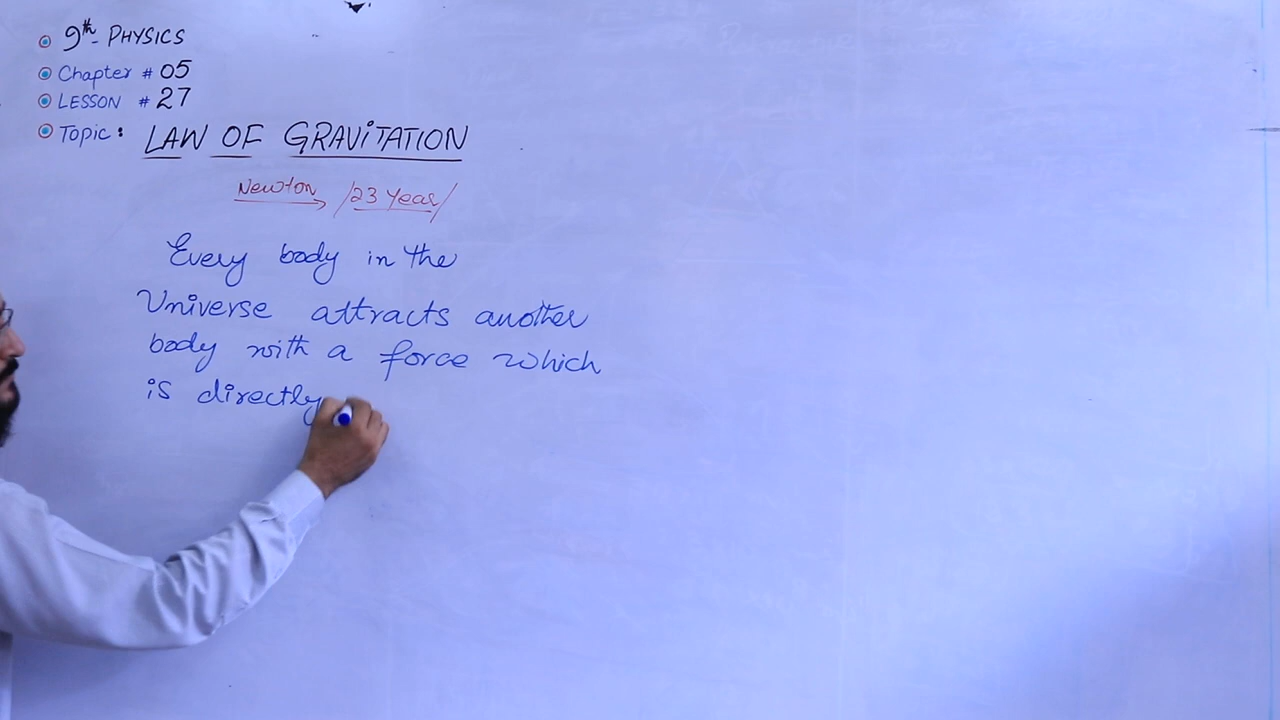 9th PHYSICS
Chapter # 05
LESSON # 27
Topic: LAW OF GRAVITATION
Newton /23 Year/
Every body in the
Universe attracts another
body with a force which
is directly